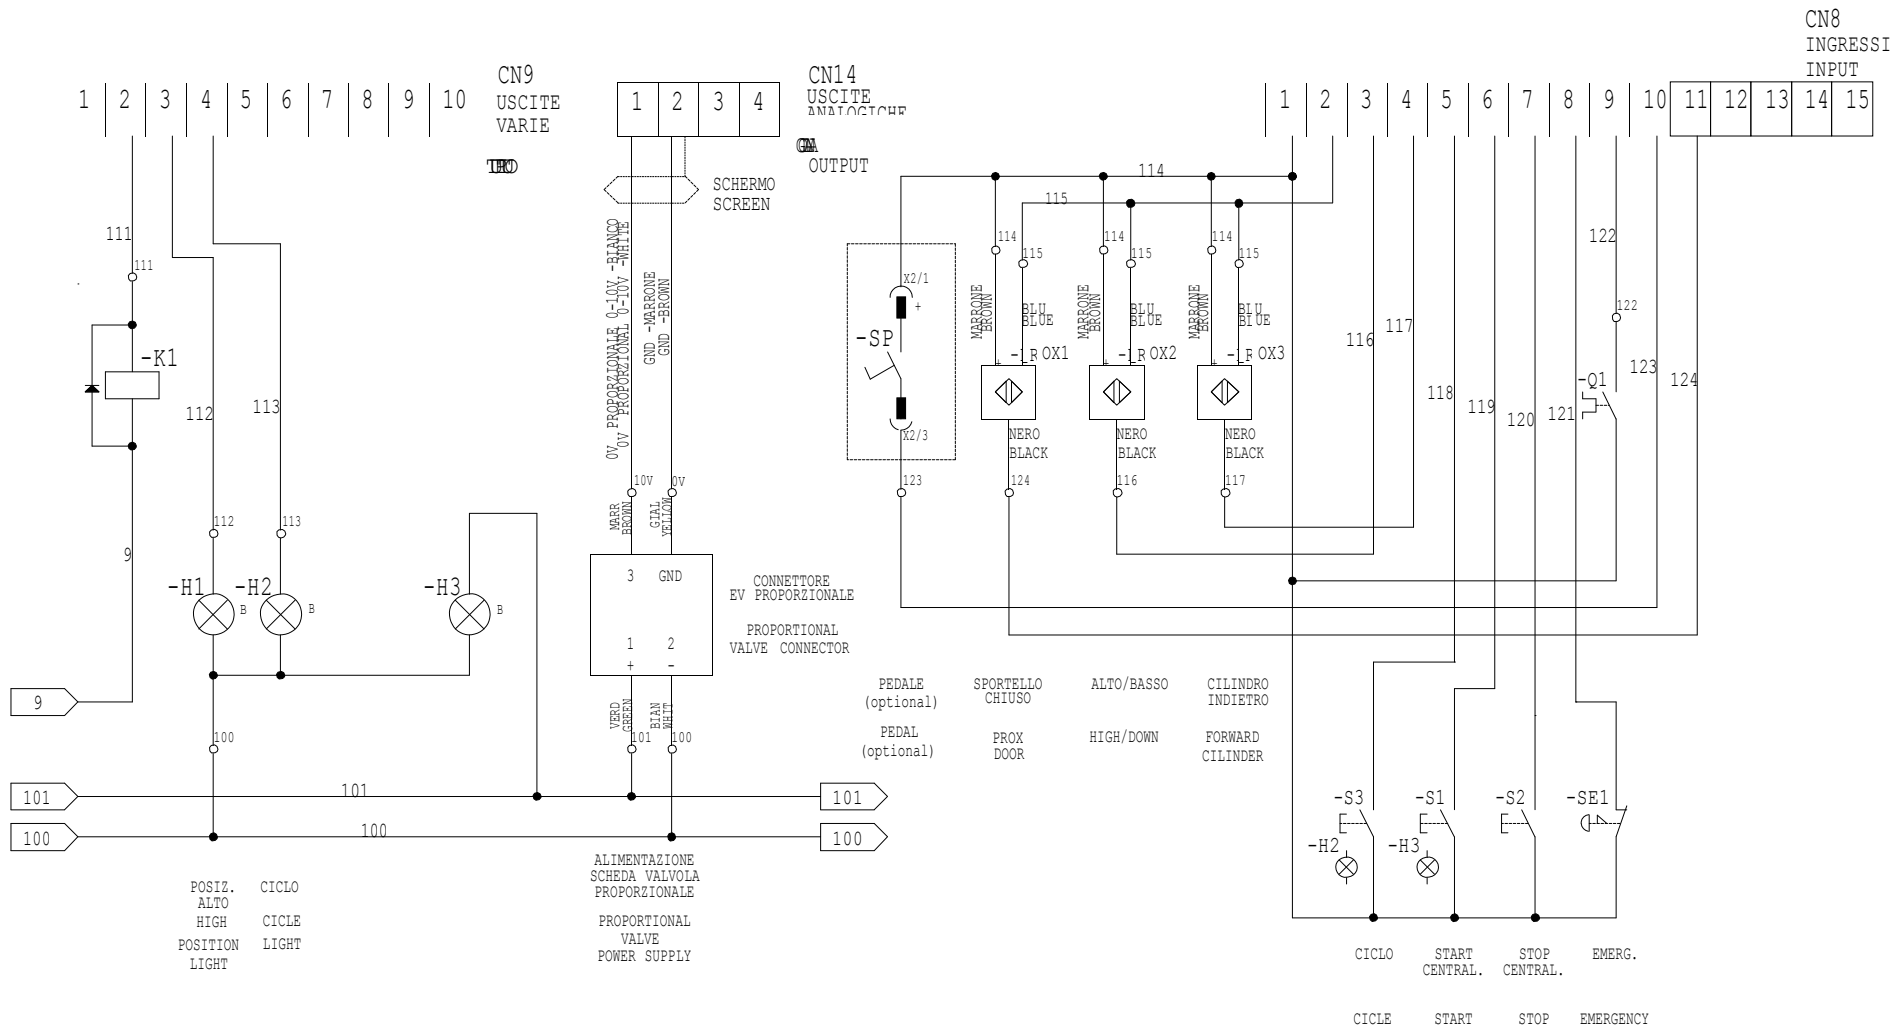 CN8
INGRESSI
INPUT
CN9
USCITE
VARIE
CN14
USCITE
ANALOGICHE
OUTPUT
1 2 3 4 5 6 7 8 9 10
1 2 3 4
1 2 3 4 5 6 7 8 9 10 11 12 13 14 15
SCHERMO
SCREEN
114
115
111
111
122
122
114 115 114 115 114 115
0V PROPORZIONALE 0-10V -BIANCO
0V PROPORZIONAL 0-10V -WHITE
GND -MARRONE
GND -BROWN
X2/1
+
-SP
X2/3
MARRONE
BROWN
BLU
BLUE
MARRONE
BROWN
BLU
BLUE
MARRONE
BROWN
BLU
BLUE
OX1
OX2
OX3
+ + +
NERO
BLACK
NERO
BLACK
NERO
BLACK
116
117
118
119
120
121
-Q1
123
124
-K1
112
113
9
112
113
10V
0V
123
124
116
117
MARR
BROWN
GIAL
YELLOW
-H1
B
-H2
B
-H3
B
3 GND
1 2
+ -
CONNETTORE
EV PROPORZIONALE
PROPORTIONAL
VALVE CONNECTOR
VERD
GREEN
BIAN
WHIT
9
100
101
100
PEDALE
(optional)
PEDAL
(optional)
SPORTELLO
CHIUSO
PROX
DOOR
ALTO/BASSO
HIGH/DOWN
CILINDRO
INDIETRO
FORWARD
CILINDER
101
101
101
100
100
100
-S3
-H2
-S1
-H3
-S2
-SE1
ALIMENTAZIONE
SCHEDA VALVOLA
PROPORZIONALE
PROPORTIONAL
VALVE
POWER SUPPLY
POSIZ.
ALTO
HIGH
POSITION
LIGHT
CICLO
CICLE
LIGHT
CICLO
CICLE
START
CENTRAL.
START
STOP
CENTRAL.
STOP
EMERG.
EMERGENCY